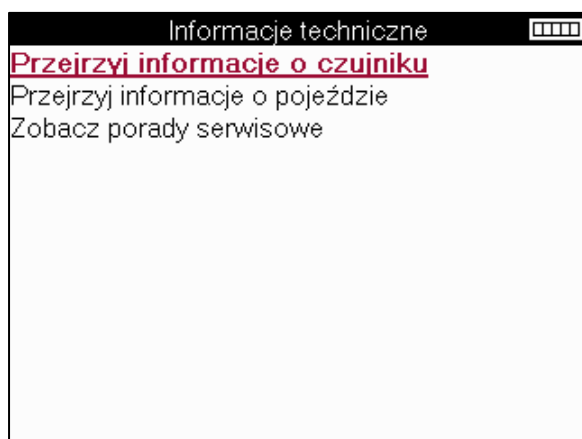 Informacje techniczne
Przejrzyj informacje o czujniku
Przejrzyj informacje o pojeździe
Zobacz porady serwisowe